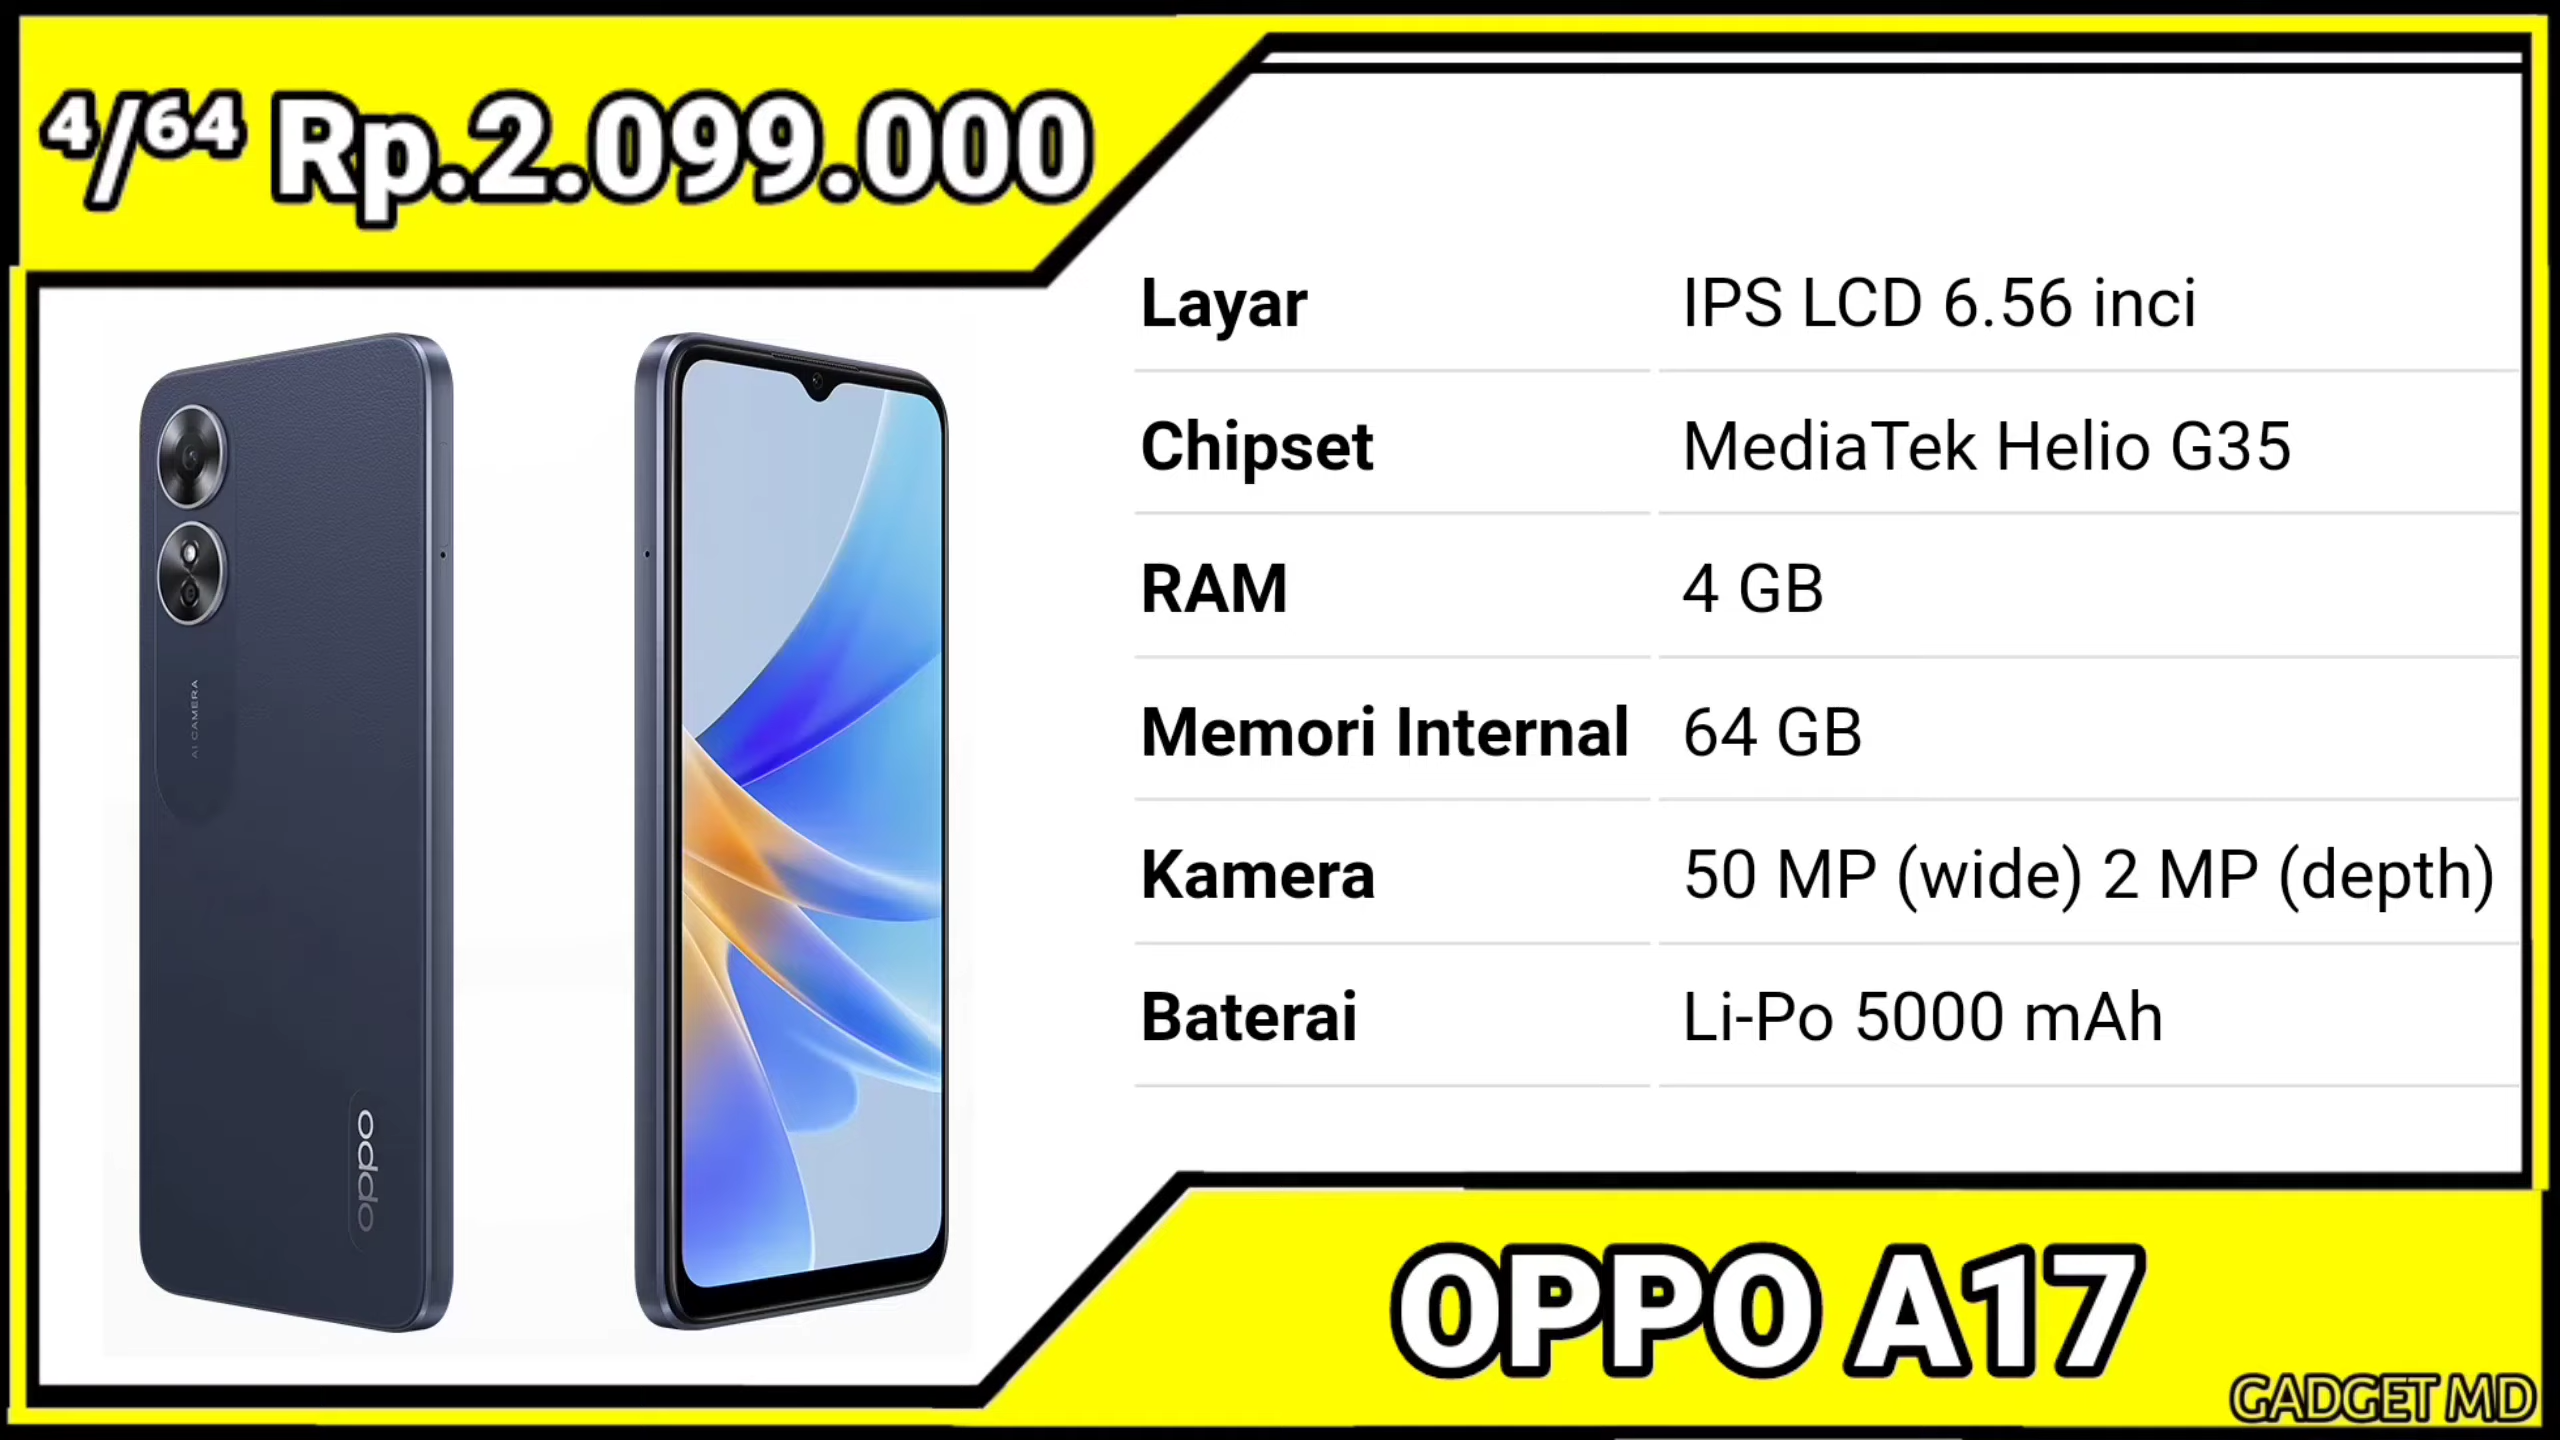 4/64 Rp.2.099.000
Layar IPS LCD 6.56 inci
Chipset MediaTek Helio G35
RAM 4 GB
Memori Internal 64 GB
Kamera 50 MP (wide) 2 MP (depth)
Baterai Li-Po 5000 mAh
AI CAMERA
oppo
OPPO A17
GADGET MD